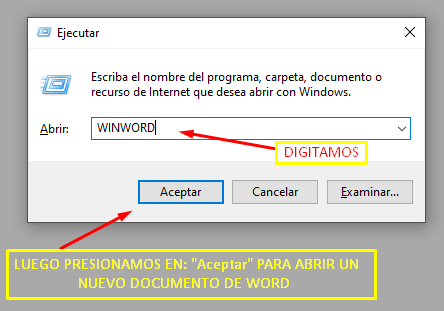 Ejecutar
Escriba el nombre del programa, carpeta, documento o
recurso de Internet que desea abrir con Windows.
Abrir: WINWORD
DIGITAMOS
Aceptar Cancelar Examinar...
LUEGO PRESIONAMOS EN: "Aceptar" PARA ABRIR UN
NUEVO DOCUMENTO DE WORD